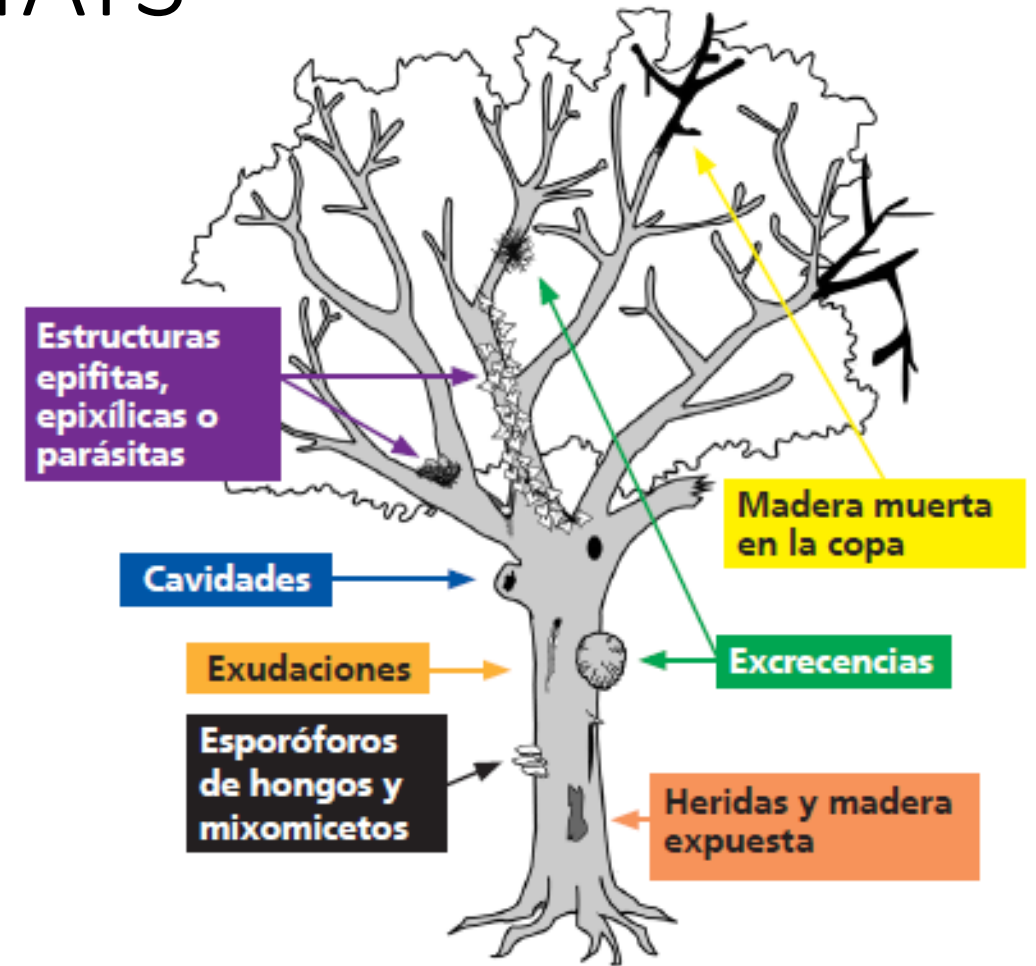 Estructuras
epifitas,
epixílicas o
parásitas
Madera muerta
en la copa
Cavidades
Exudaciones
Excrecencias
Esporóforos
de hongos y
mixomicetos
Heridas y madera
expuesta